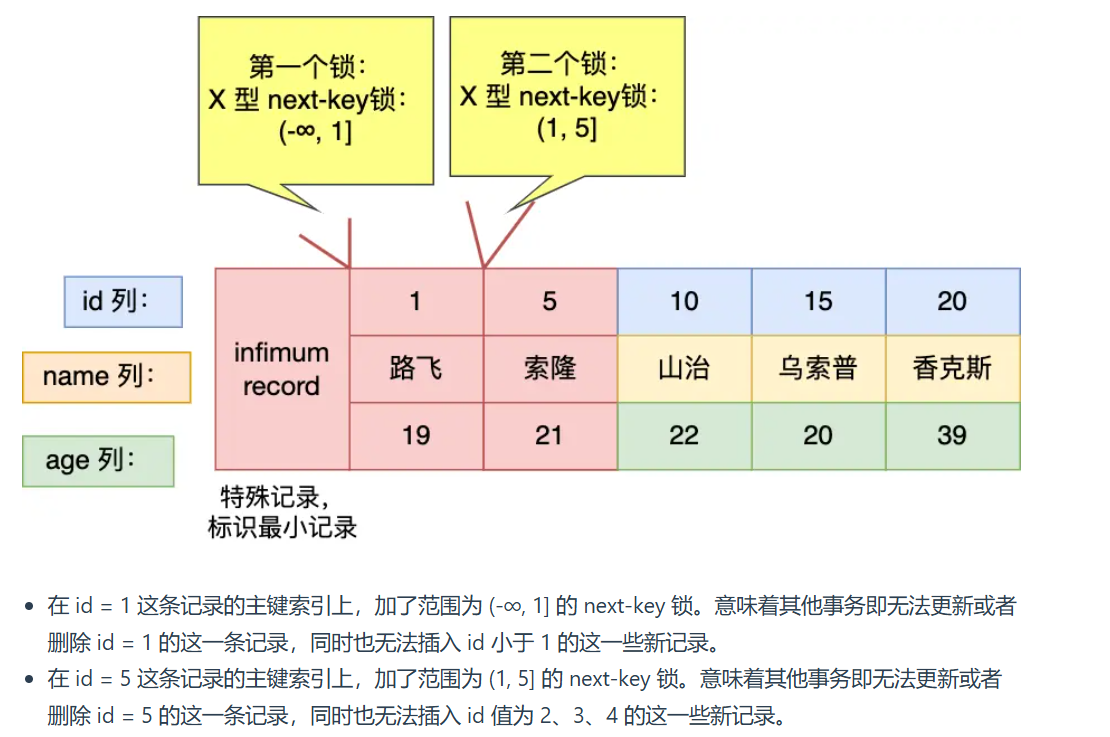 第一个锁：
X 型 next-key锁：
(-∞, 1]
第二个锁：
X 型 next-key锁：
(1, 5]
id 列：
1
5
10
15
20
infimum
record
name 列：
路飞
索隆
山治
乌索普
香克斯
age 列：
19
21
22
20
39
特殊记录，
标识最小记录
在 id = 1 这条记录的主键索引上，加了范围为 (-∞, 1] 的 next-key 锁。意味着其他事务即无法更新或者
删除 id = 1 的这一条记录，同时也无法插入 id 小于 1 的这一些新记录。
在 id = 5 这条记录的主键索引上，加了范围为 (1, 5] 的 next-key 锁。意味着其他事务即无法更新或者
删除 id = 5 的这一条记录，同时也无法插入 id 值为 2、3、4 的这一些新记录。